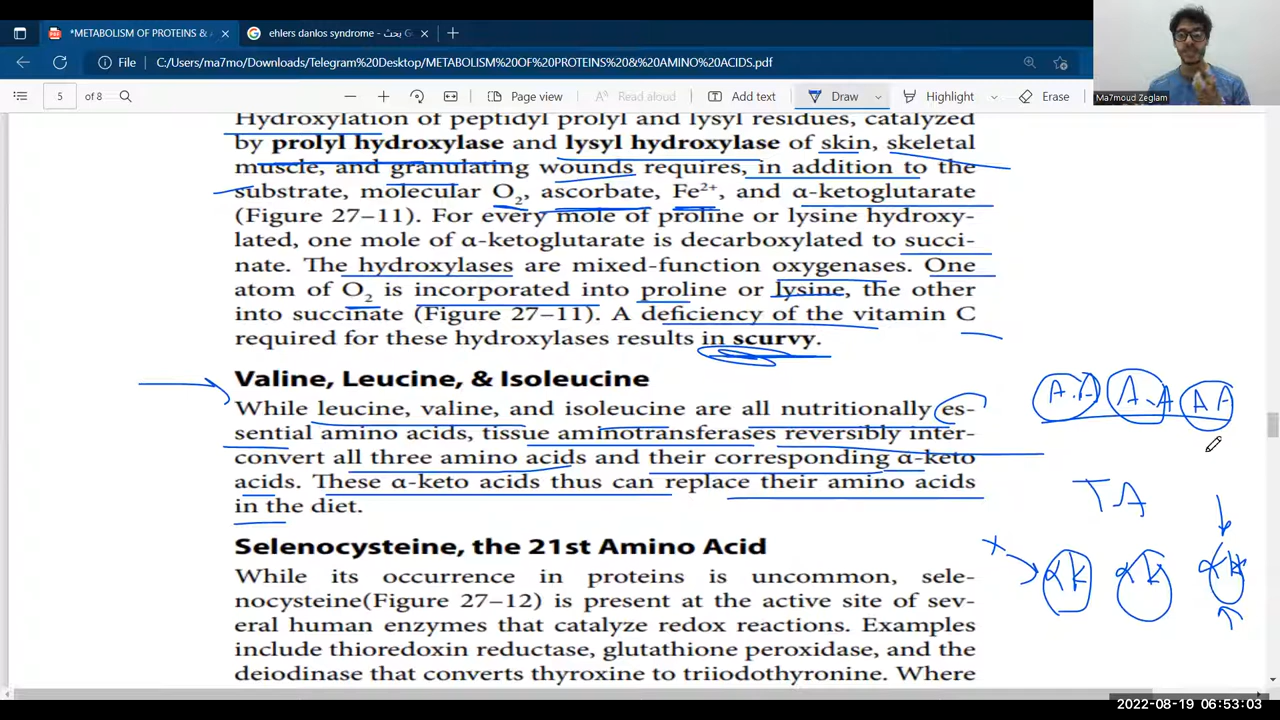 *METABOLISM OF PROTEINS & A
ehlers danlos syndrome - بحث G
File
C:/Users/ma7mo/Downloads/Telegram%20Desktop/METABOLISM%20OF%20PROTEINS%20&%20AMINO%20ACIDS.pdf
5 of 8
Page view
Read aloud
Add text
Draw
Highlight
Erase
Ma7moud Zeglam
Hydroxylation of peptidyl prolyl and lysyl residues, catalyzed
by prolyl hydroxylase and lysyl hydroxylase of skin, skeletal
muscle, and granulating wounds requires, in addition to the
substrate, molecular O₂, ascorbate, Fe²⁺, and α-ketoglutarate
(Figure 27–11). For every mole of proline or lysine hydroxy-
lated, one mole of α-ketoglutarate is decarboxylated to succi-
nate. The hydroxylases are mixed-function oxygenases. One
atom of O₂ is incorporated into proline or lysine, the other
into succinate (Figure 27–11). A deficiency of the vitamin C
required for these hydroxylases results in scurvy.
Valine, Leucine, & Isoleucine
While leucine, valine, and isoleucine are all nutritionally es-
sential amino acids, tissue aminotransferases reversibly inter-
convert all three amino acids and their corresponding α-keto
acids. These α-keto acids thus can replace their amino acids
in the diet.
A.A A.A AA
TA
αk αk αk
Selenocysteine, the 21st Amino Acid
While its occurrence in proteins is uncommon, sele-
nocysteine(Figure 27–12) is present at the active site of sev-
eral human enzymes that catalyze redox reactions. Examples
include thioredoxin reductase, glutathione peroxidase, and the
deiodinase that converts thyroxine to triiodothyronine. Where
2022-08-19 06:53:03